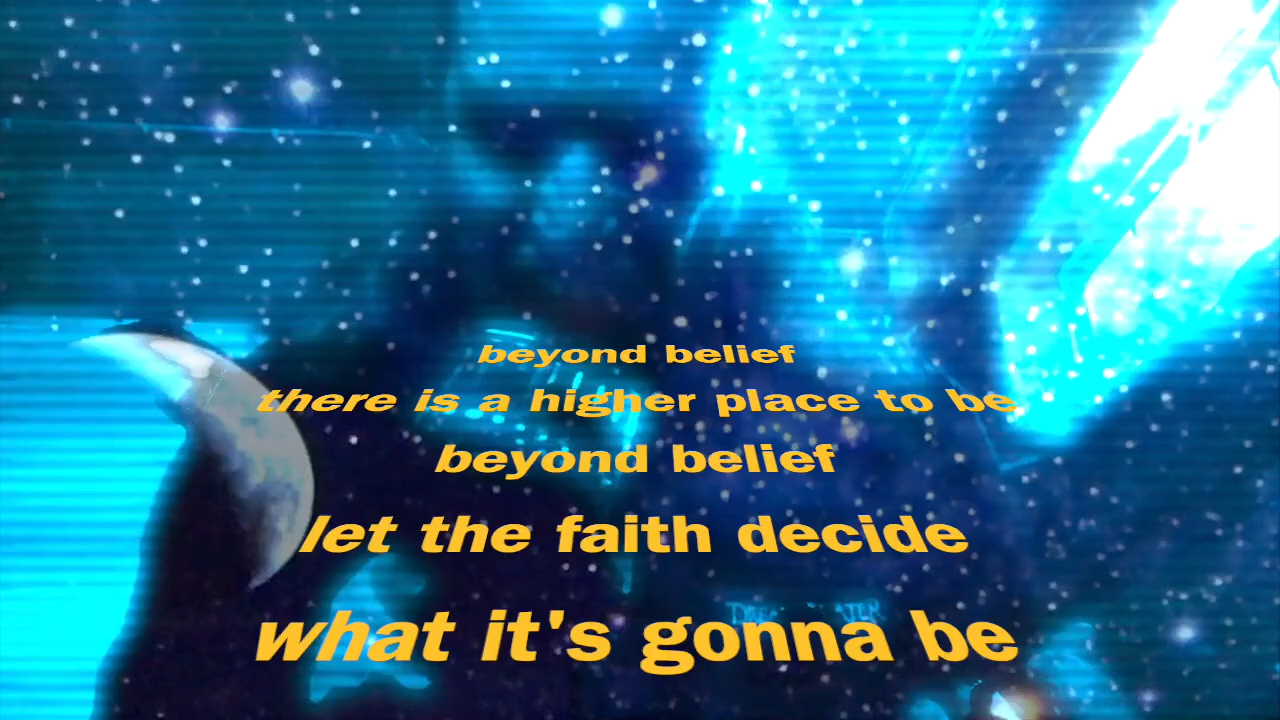 beyond belief
there is a higher place to be
beyond belief
let the faith decide
what it's gonna be